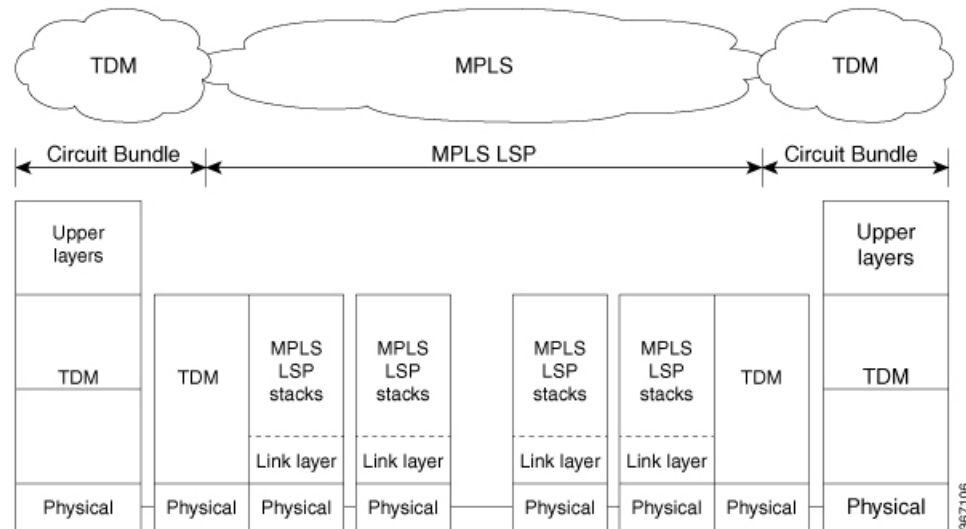 TDM
MPLS
TDM
Circuit Bundle
MPLS LSP
Circuit Bundle
Upper
layers
TDM
Physical
TDM
Physical
MPLS
LSP
stacks
Link layer
Physical
MPLS
LSP
stacks
Link layer
Physical
MPLS
LSP
stacks
Link layer
Physical
MPLS
LSP
stacks
Link layer
Physical
TDM
Physical
Upper
layers
TDM
Physical